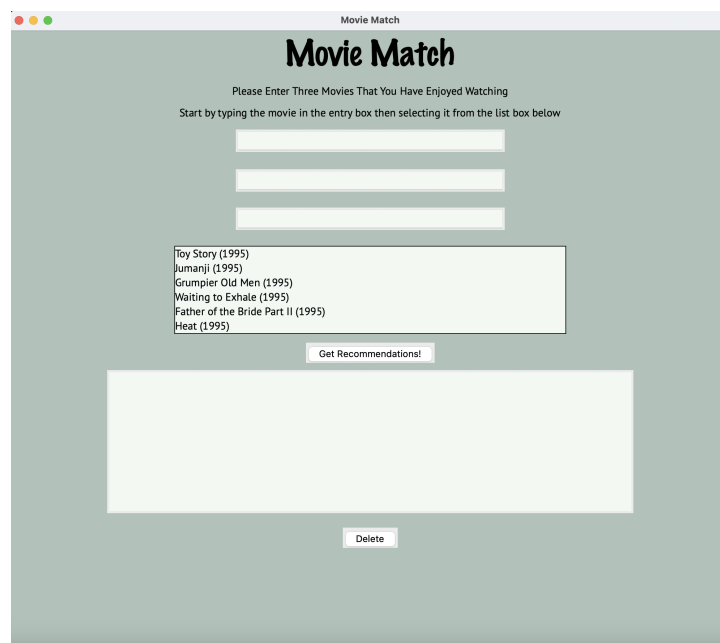 Movie Match
Movie Match
Please Enter Three Movies That You Have Enjoyed Watching
Start by typing the movie in the entry box then selecting it from the list box below
Toy Story (1995)
Jumanji (1995)
Grumpier Old Men (1995)
Waiting to Exhale (1995)
Father of the Bride Part II (1995)
Heat (1995)
Get Recommendations!
Delete